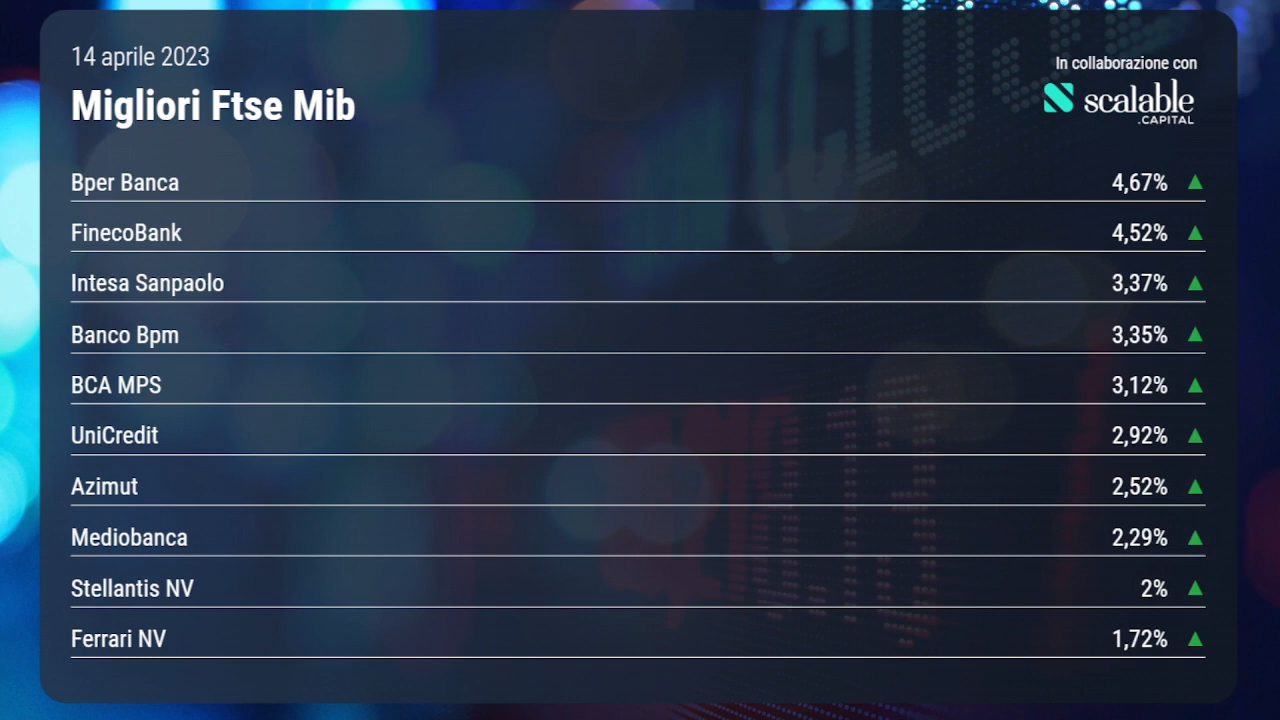 14 aprile 2023
Migliori Ftse Mib
In collaborazione con
scalable
.CAPITAL
Bper Banca 4,67% ▲
FinecoBank 4,52% ▲
Intesa Sanpaolo 3,37% ▲
Banco Bpm 3,35% ▲
BCA MPS 3,12% ▲
UniCredit 2,92% ▲
Azimut 2,52% ▲
Mediobanca 2,29% ▲
Stellantis NV 2% ▲
Ferrari NV 1,72% ▲